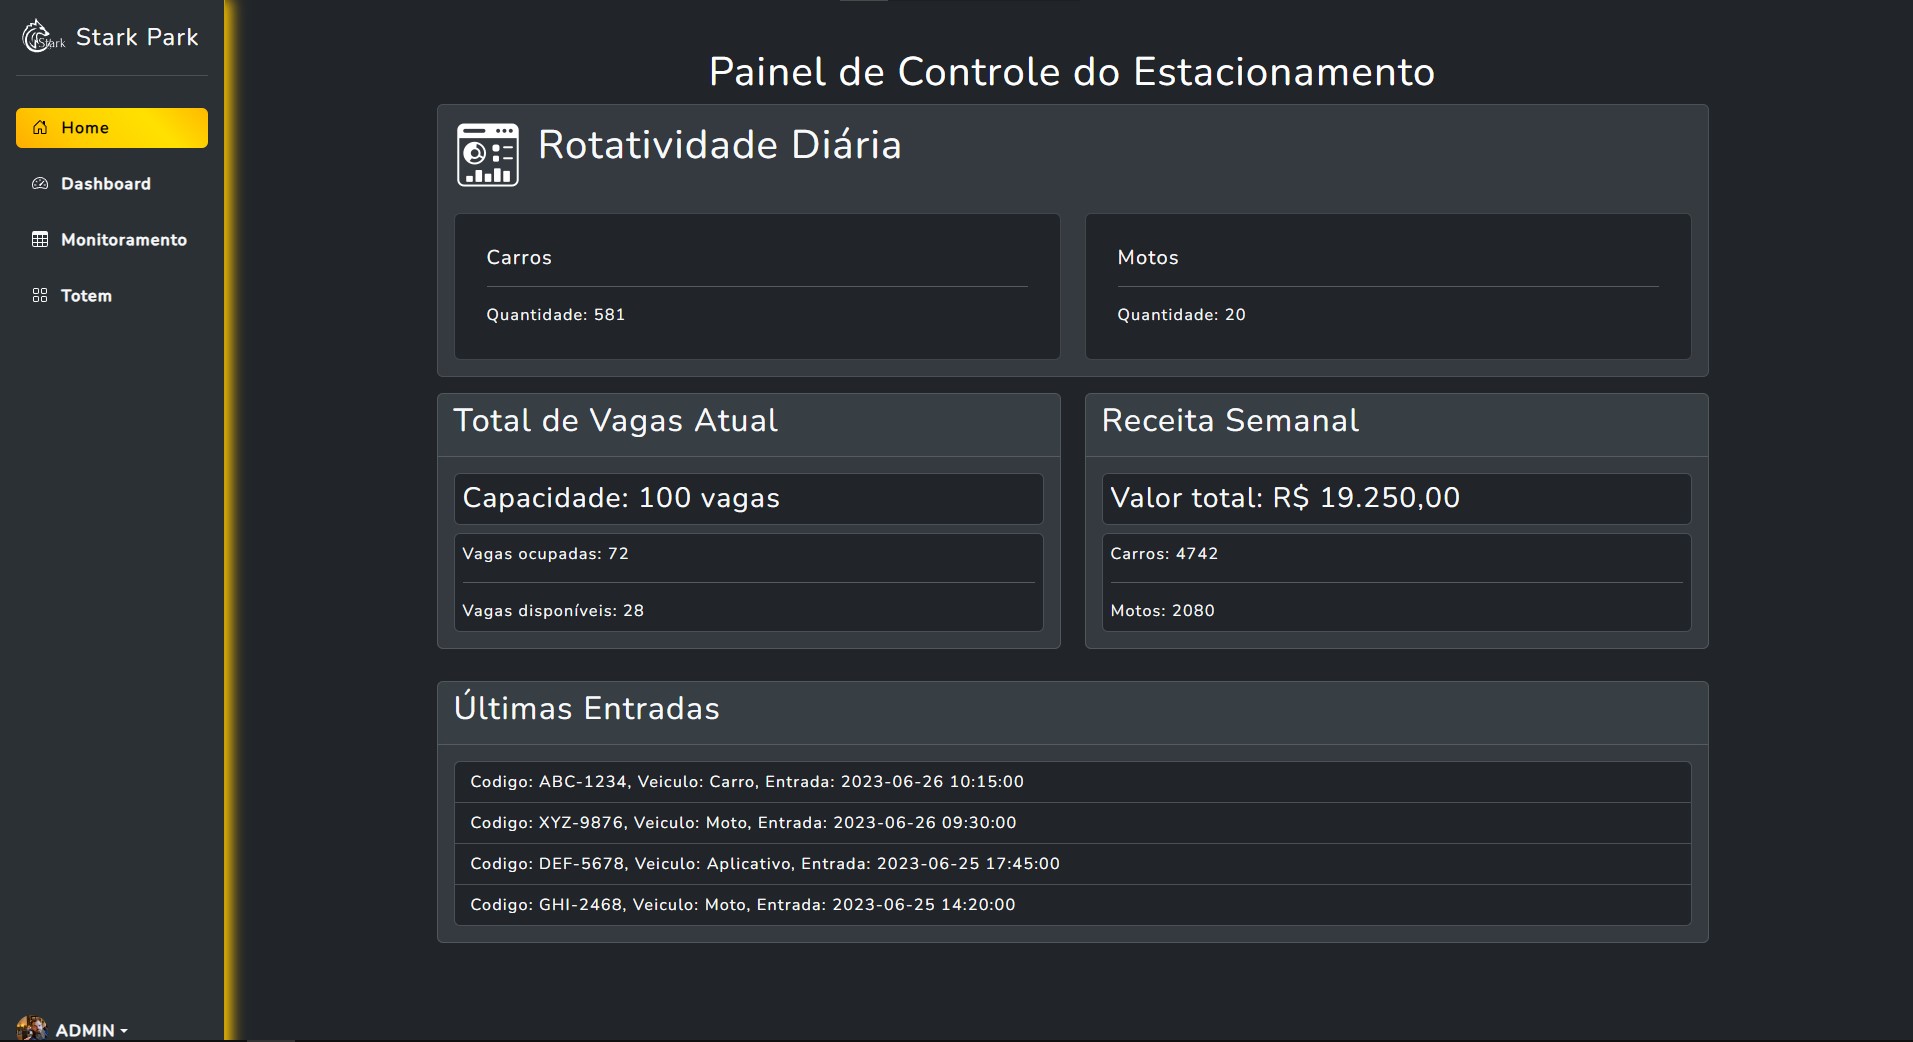 Stark
Stark Park
Home
Dashboard
Monitoramento
Totem
ADMIN
Painel de Controle do Estacionamento
Rotatividade Diária
Carros
Quantidade: 581
Motos
Quantidade: 20
Total de Vagas Atual
Capacidade: 100 vagas
Vagas ocupadas: 72
Vagas disponíveis: 28
Receita Semanal
Valor total: R$ 19.250,00
Carros: 4742
Motos: 2080
Últimas Entradas
Codigo: ABC-1234, Veiculo: Carro, Entrada: 2023-06-26 10:15:00
Codigo: XYZ-9876, Veiculo: Moto, Entrada: 2023-06-26 09:30:00
Codigo: DEF-5678, Veiculo: Aplicativo, Entrada: 2023-06-25 17:45:00
Codigo: GHI-2468, Veiculo: Moto, Entrada: 2023-06-25 14:20:00